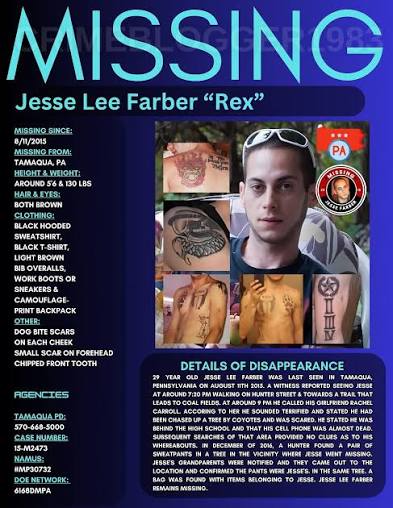 CRIMEBLOGGER1983
MISSING
Jesse Lee Farber “Rex”
MISSING SINCE:
8/11/2015
MISSING FROM:
TAMAQUA, PA
HEIGHT & WEIGHT:
AROUND 5'6 & 130 LBS
HAIR & EYES:
BOTH BROWN
CLOTHING:
BLACK HOODED
SWEATSHIRT,
BLACK T-SHIRT,
LIGHT BROWN
BIB OVERALLS,
WORK BOOTS OR
SNEAKERS &
CAMOUFLAGE-
PRINT BACKPACK
OTHER:
DOG BITE SCARS
ON EACH CHEEK
SMALL SCAR ON FOREHEAD
CHIPPED FRONT TOOTH
AGENCIES
TAMAQUA PD:
570-668-5000
CASE NUMBER:
15-M2473
NAMUS:
#MP30732
DOE NETWORK:
6168DMPA
PA
MISSING
JESSE FARBER
DETAILS OF DISAPPEARANCE
29 YEAR OLD JESSE LEE FARBER WAS LAST SEEN IN TAMAQUA,
PENNSYLVANIA ON AUGUST 11TH 2015. A WITNESS REPORTED SEEING JESSE
AT AROUND 7:20 PM WALKING ON HUNTER STREET & TOWARDS A TRAIL THAT
LEADS TO COAL FIELDS. AT AROUND 9 PM HE CALLED HIS GIRLFRIEND RACHEL
CARROLL. ACCORING TO HER HE SOUNDED TERRIFIED AND STATED HE HAD
BEEN CHASED UP A TREE BY COYOTES AND WAS SCARED. HE STATED HE WAS
BEHIND THE HIGH SCHOOL AND THAT HIS CELL PHONE WAS ALMOST DEAD.
SUBSEQUENT SEARCHES OF THAT AREA PROVIDED NO CLUES AS TO HIS
WHEREABOUTS. IN DECEMBER OF 2016, A HUNTER FOUND A PAIR OF
SWEATPANTS IN A TREE IN THE VICINITY WHERE JESSE WENT MISSING.
JESSE'S GRANDPARENTS WERE NOTIFIED AND THEY CAME OUT TO THE
LOCATION AND CONFIRMED THE PANTS WERE JESSE'S. IN THE SAME TREE. A
BAG WAS FOUND WITH ITEMS BELONGING TO JESSE. JESSE LEE FARBER
REMAINS MISSING.